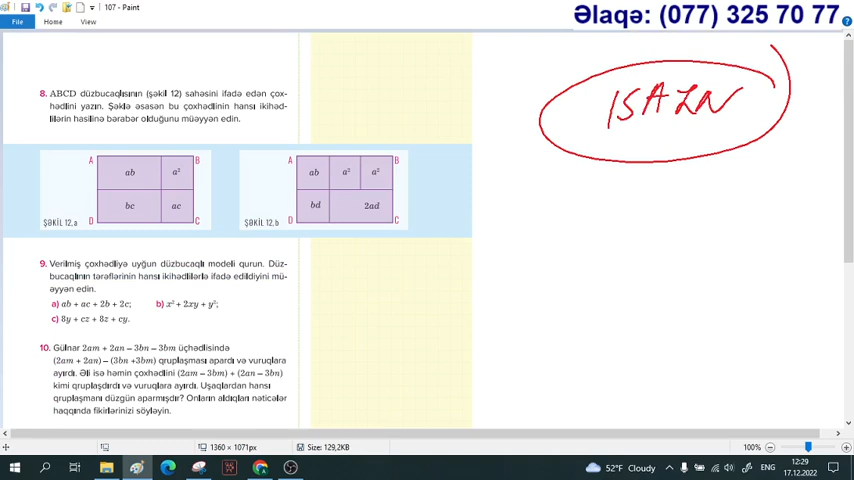 107 - Paint
Əlaqə: (077) 325 70 77
File Home View
8. ABCD düzbucaqlısının (şəkil 12) sahəsini ifadə edən çox-
hədlini yazın. Şəklə əsasən bu çoxhədlinin hansı ikihəd-
lilərin hasilinə bərabər olduğunu müəyyən edin.
A B
ab a²
bc ac
D C
ŞƏKİL 12,a
A B
ab a² a²
bd 2ad
D C
ŞƏKİL 12,b
9. Verilmiş çoxhədliyə uyğun düzbucaqlı modeli qurun. Düz-
bucaqlının tərəflərinin hansı ikihədlilərlə ifadə edildiyini mü-
əyyən edin.
a) ab + ac + 2b + 2c; b) x² + 2xy + y²;
c) 8y + cz + 8z + cy.
10. Gülnar 2am + 2an – 3bn – 3bm üçhədlisində
(2am + 2an) – (3bn +3bm) qruplaşması apardı və vuruqlara
ayırdı. Əli isə həmin çoxhədlini (2am – 3bm) + (2an – 3bn)
kimi qruplaşdırdı və vuruqlara ayırdı. Uşaqlardan hansı
qruplaşmanı düzgün aparmışdır? Onların aldıqları nəticələr
haqqında fikirlərinizi söyləyin.
1360 × 1071px
Size: 129,2KB
100%
52°F Cloudy
ENG
12:29
17.12.2022